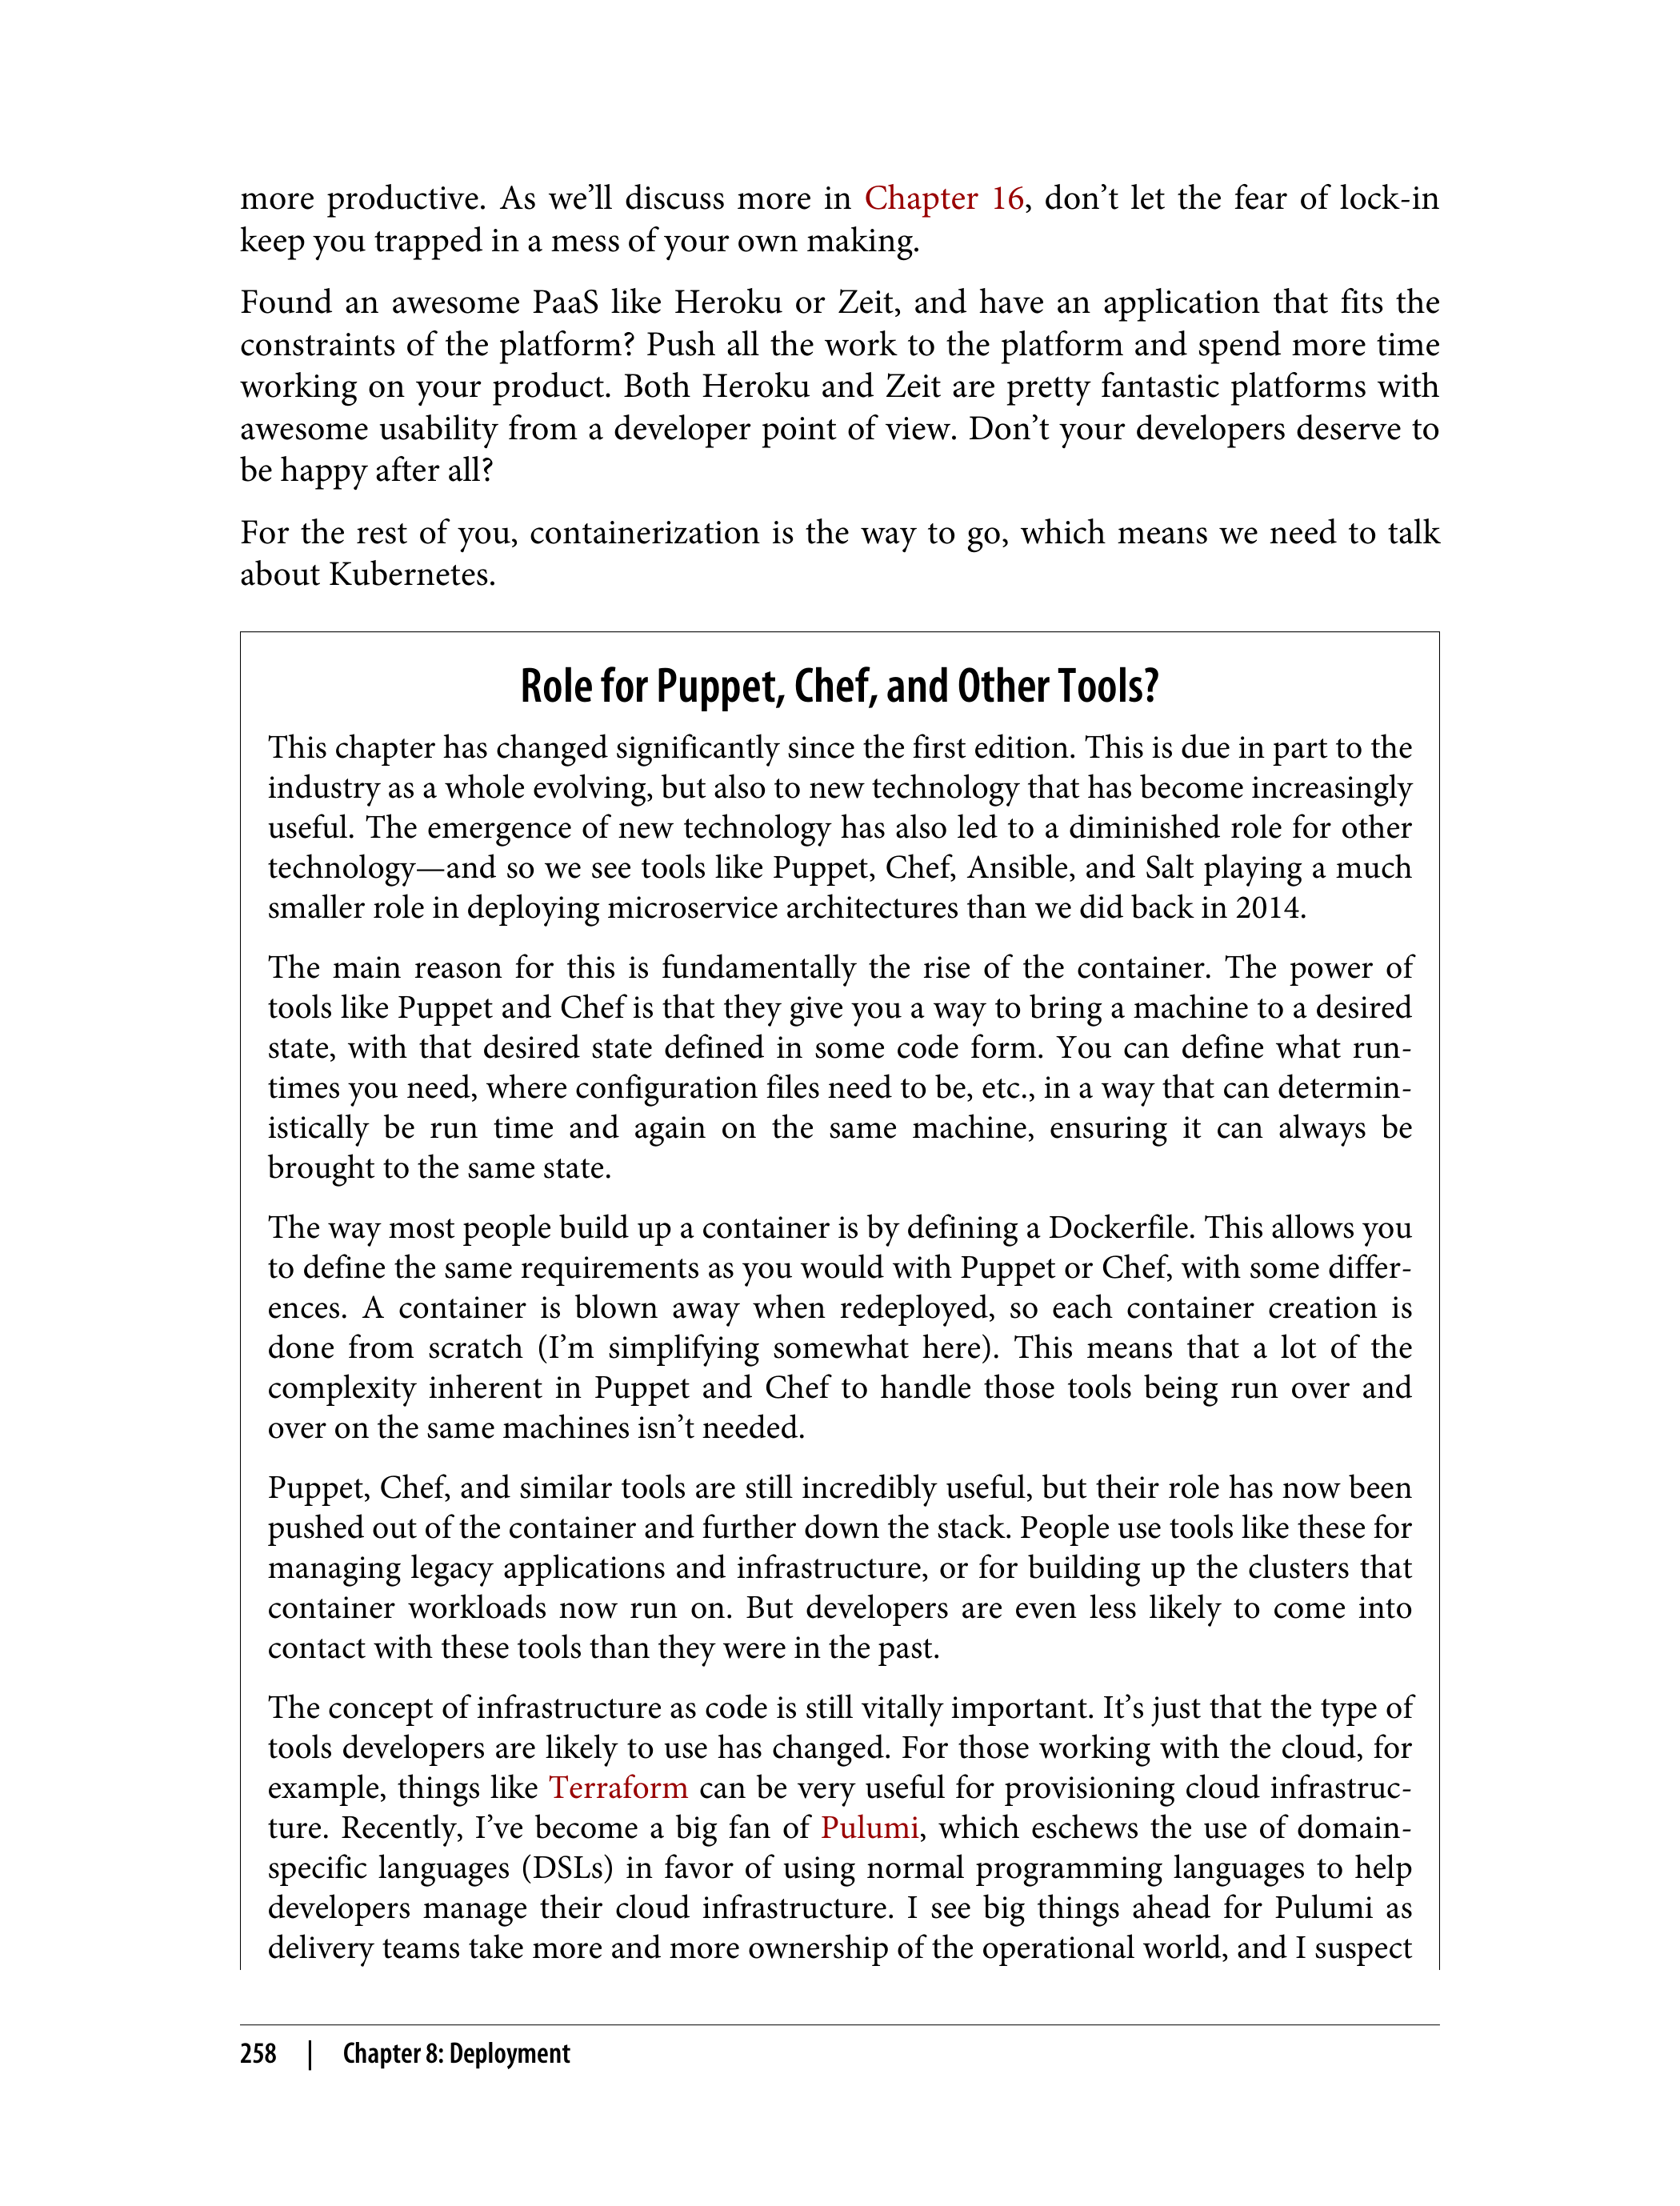 more productive. As we’ll discuss more in Chapter 16, don’t let the fear of lock-in
keep you trapped in a mess of your own making.
Found an awesome PaaS like Heroku or Zeit, and have an application that fits the
constraints of the platform? Push all the work to the platform and spend more time
working on your product. Both Heroku and Zeit are pretty fantastic platforms with
awesome usability from a developer point of view. Don’t your developers deserve to
be happy after all?
For the rest of you, containerization is the way to go, which means we need to talk
about Kubernetes.
Role for Puppet, Chef, and Other Tools?
This chapter has changed significantly since the first edition. This is due in part to the
industry as a whole evolving, but also to new technology that has become increasingly
useful. The emergence of new technology has also led to a diminished role for other
technology—and so we see tools like Puppet, Chef, Ansible, and Salt playing a much
smaller role in deploying microservice architectures than we did back in 2014.
The main reason for this is fundamentally the rise of the container. The power of
tools like Puppet and Chef is that they give you a way to bring a machine to a desired
state, with that desired state defined in some code form. You can define what run-
times you need, where configuration files need to be, etc., in a way that can determin-
istically be run time and again on the same machine, ensuring it can always be
brought to the same state.
The way most people build up a container is by defining a Dockerfile. This allows you
to define the same requirements as you would with Puppet or Chef, with some differ-
ences. A container is blown away when redeployed, so each container creation is
done from scratch (I’m simplifying somewhat here). This means that a lot of the
complexity inherent in Puppet and Chef to handle those tools being run over and
over on the same machines isn’t needed.
Puppet, Chef, and similar tools are still incredibly useful, but their role has now been
pushed out of the container and further down the stack. People use tools like these for
managing legacy applications and infrastructure, or for building up the clusters that
container workloads now run on. But developers are even less likely to come into
contact with these tools than they were in the past.
The concept of infrastructure as code is still vitally important. It’s just that the type of
tools developers are likely to use has changed. For those working with the cloud, for
example, things like Terraform can be very useful for provisioning cloud infrastruc-
ture. Recently, I’ve become a big fan of Pulumi, which eschews the use of domain-
specific languages (DSLs) in favor of using normal programming languages to help
developers manage their cloud infrastructure. I see big things ahead for Pulumi as
delivery teams take more and more ownership of the operational world, and I suspect
258 | Chapter 8: Deployment